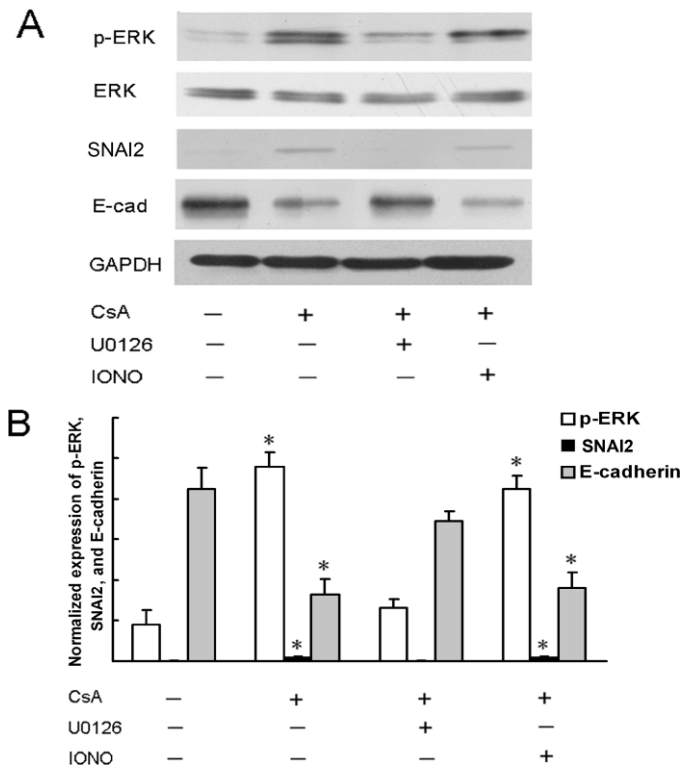 A
p-ERK
ERK
SNAI2
E-cad
GAPDH
CsA — + + +
U0126 — — + —
IONO — — — +
B
Normalized expression of p-ERK,
SNAI2, and E-cadherin
* * * * * *
p-ERK
SNAI2
E-cadherin
CsA — + + +
U0126 — — + —
IONO — — — +